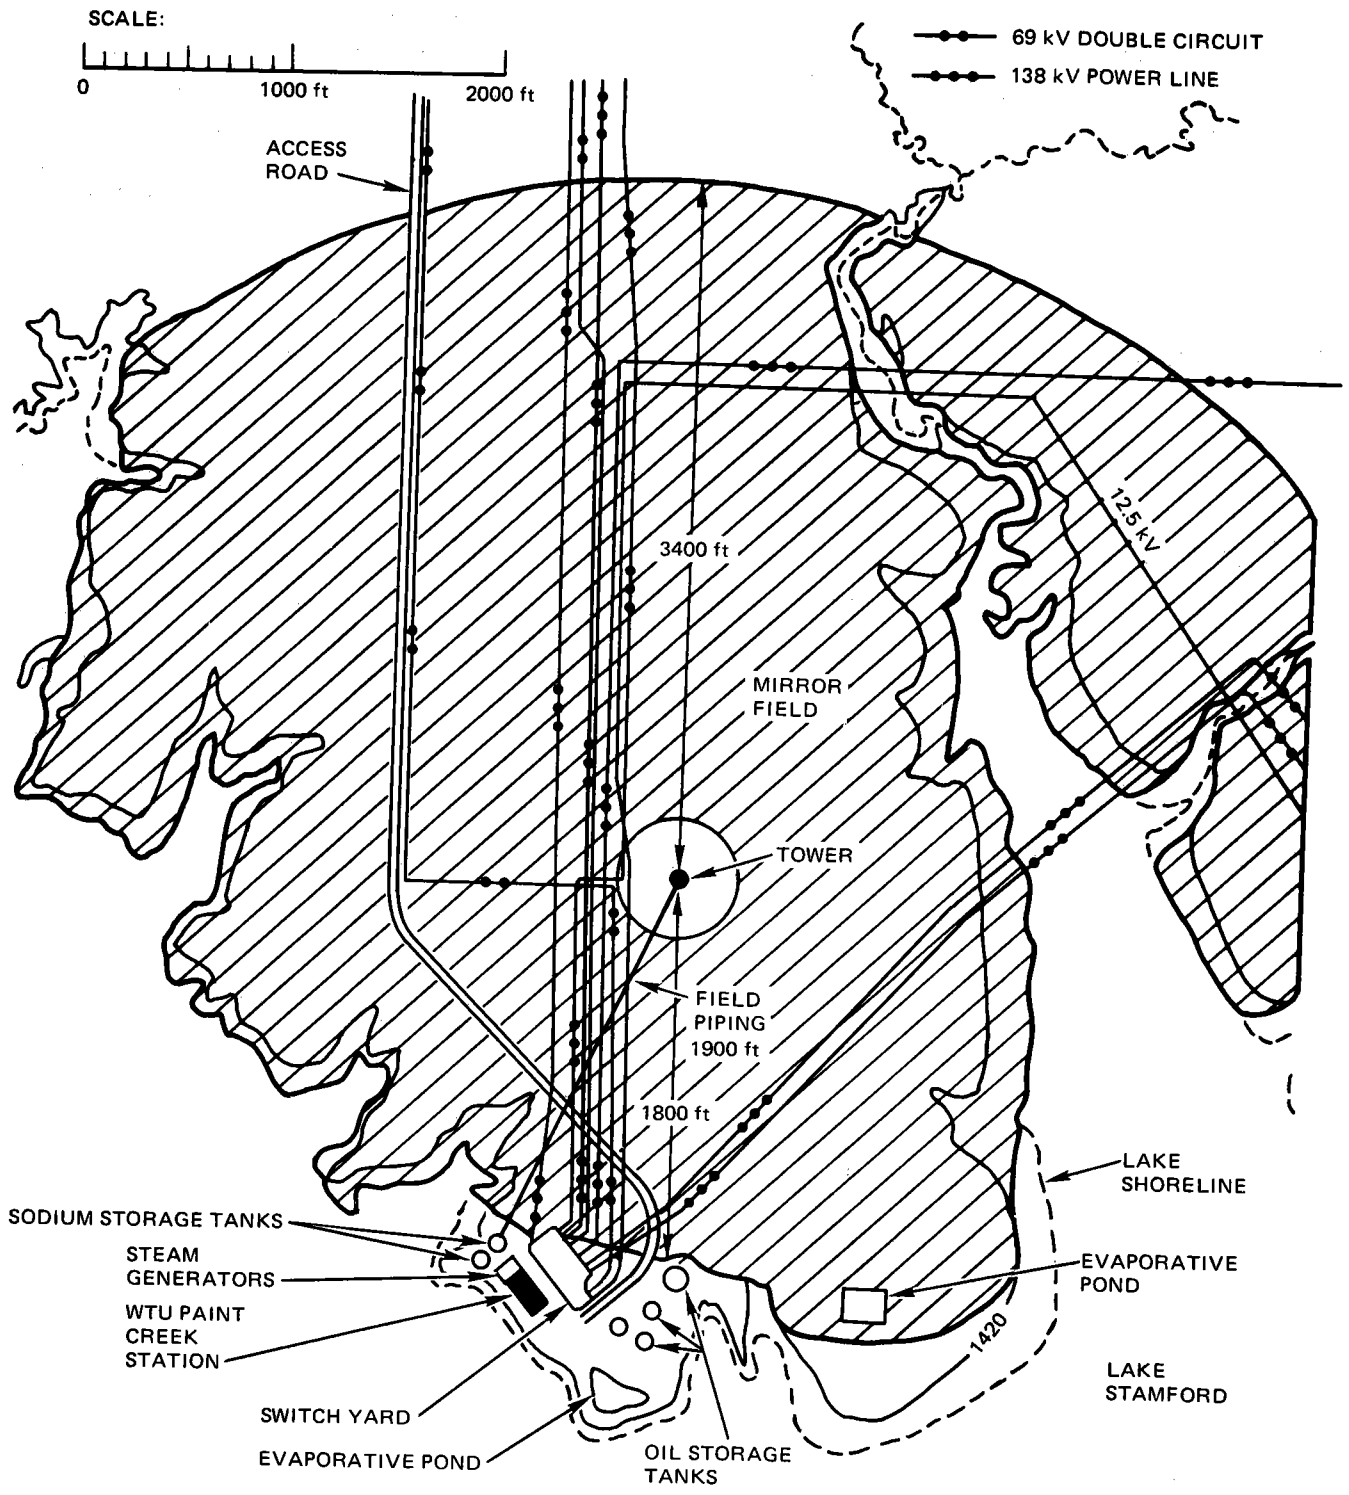 SCALE:
0
1000 ft
2000 ft
69 kV DOUBLE CIRCUIT
138 kV POWER LINE
ACCESS
ROAD
12.5 kV
3400 ft
MIRROR
FIELD
TOWER
FIELD
PIPING
1900 ft
1800 ft
LAKE
SHORELINE
SODIUM STORAGE TANKS
STEAM
GENERATORS
WTU PAINT
CREEK
STATION
EVAPORATIVE
POND
1420
LAKE
STAMFORD
SWITCH YARD
EVAPORATIVE POND
OIL STORAGE
TANKS